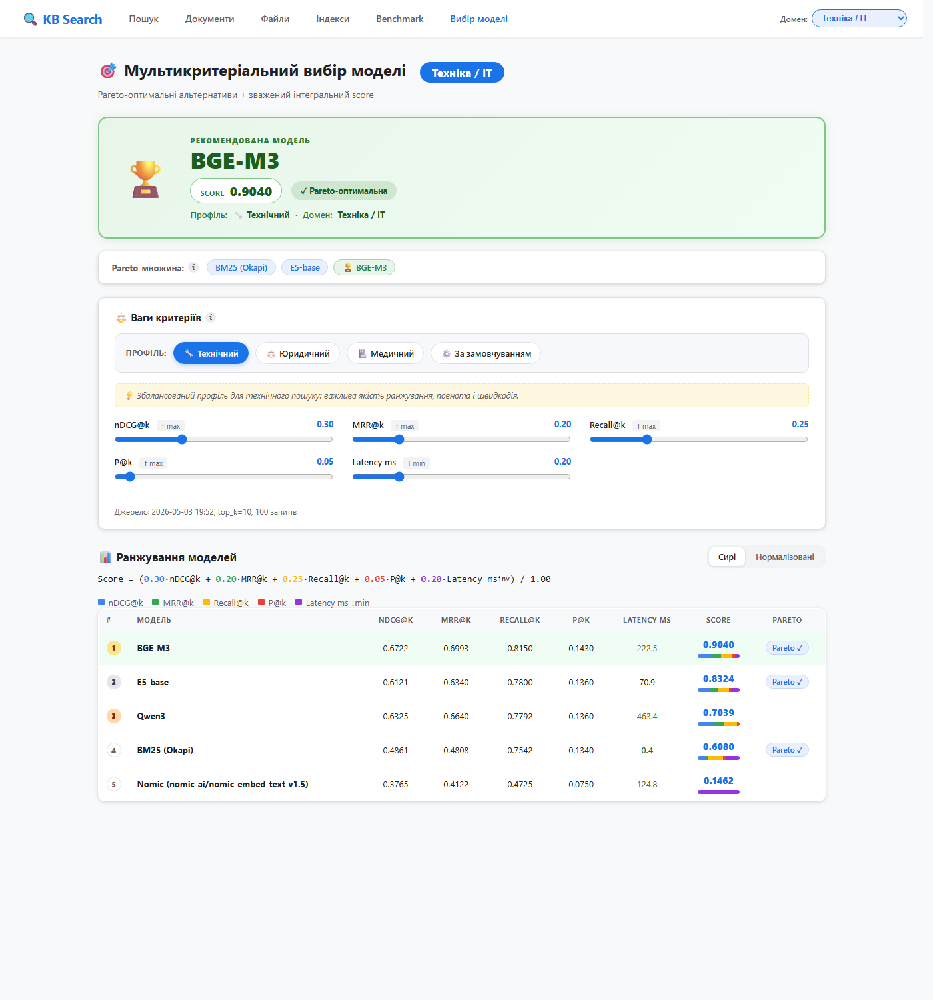 KB Search Пошук Документи Файли Індекси Benchmark Вибір моделі Домен: Техніка / ІТ
Мультикритеріальний вибір моделі Техніка / ІТ
Pareto-оптимальні альтернативи + зважений інтегральний score
РЕКОМЕНДОВАНА МОДЕЛЬ
BGE-M3
SCORE 0.9040 ✓ Pareto-оптимальна
Профіль: Технічний · Домен: Техніка / ІТ
Pareto-множина: i BM25 (Okapi) E5-base BGE-M3
Ваги критеріїв i
ПРОФІЛЬ: Технічний Юридичний Медичний За замовчуванням
Збалансований профіль для технічного пошуку: важлива якість ранжування, повнота і швидкодія.
nDCG@k ↑ max 0.30 MRR@k ↑ max 0.20 Recall@k ↑ max 0.25
P@k ↑ max 0.05 Latency ms ↓ min 0.20
Джерело: 2026-05-03 19:52, top_k=10, 100 запитів
Ранжування моделей Сирі Нормалізовані
Score = (0.30·nDCG@k + 0.20·MRR@k + 0.25·Recall@k + 0.05·P@k + 0.20·Latency msinv) / 1.00
nDCG@k MRR@k Recall@k P@k Latency ms ↓min
# МОДЕЛЬ NDCG@K MRR@K RECALL@K P@K LATENCY MS SCORE PARETO
1 BGE-M3 0.6722 0.6993 0.8150 0.1430 222.5 0.9040 Pareto ✓
2 E5-base 0.6121 0.6340 0.7800 0.1360 70.9 0.8324 Pareto ✓
3 Qwen3 0.6325 0.6640 0.7792 0.1360 463.4 0.7039 —
4 BM25 (Okapi) 0.4861 0.4808 0.7542 0.1340 0.4 0.6080 Pareto ✓
5 Nomic (nomic-ai/nomic-embed-text-v1.5) 0.3765 0.4122 0.4725 0.0750 124.8 0.1462 —